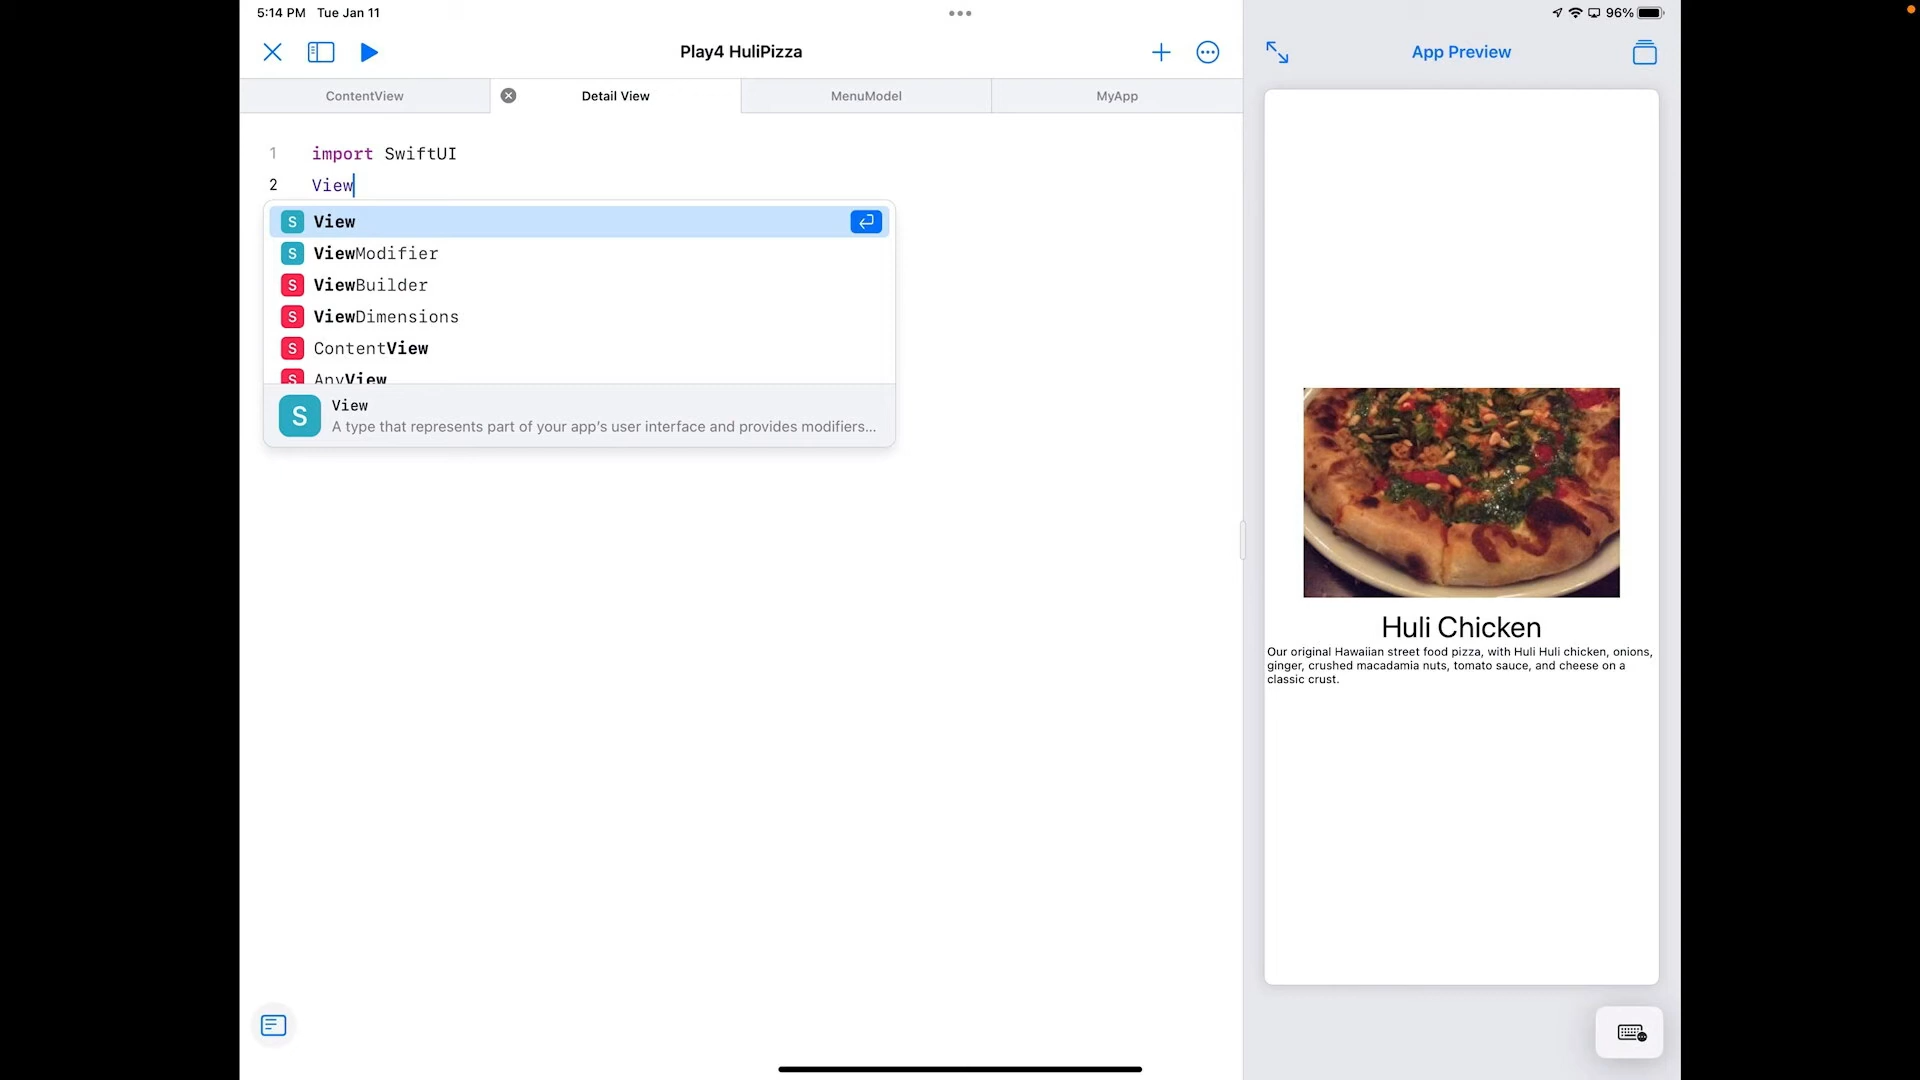 5:14 PM Tue Jan 11
96%
Play4 HuliPizza
App Preview
ContentView
Detail View
MenuModel
MyApp
1 import SwiftUI
2 View
S View
S ViewModifier
S ViewBuilder
S ViewDimensions
S ContentView
S AnyView
S View
A type that represents part of your app's user interface and provides modifiers...
Huli Chicken
Our original Hawaiian street food pizza, with Huli Huli chicken, onions,
ginger, crushed macadamia nuts, tomato sauce, and cheese on a
classic crust.